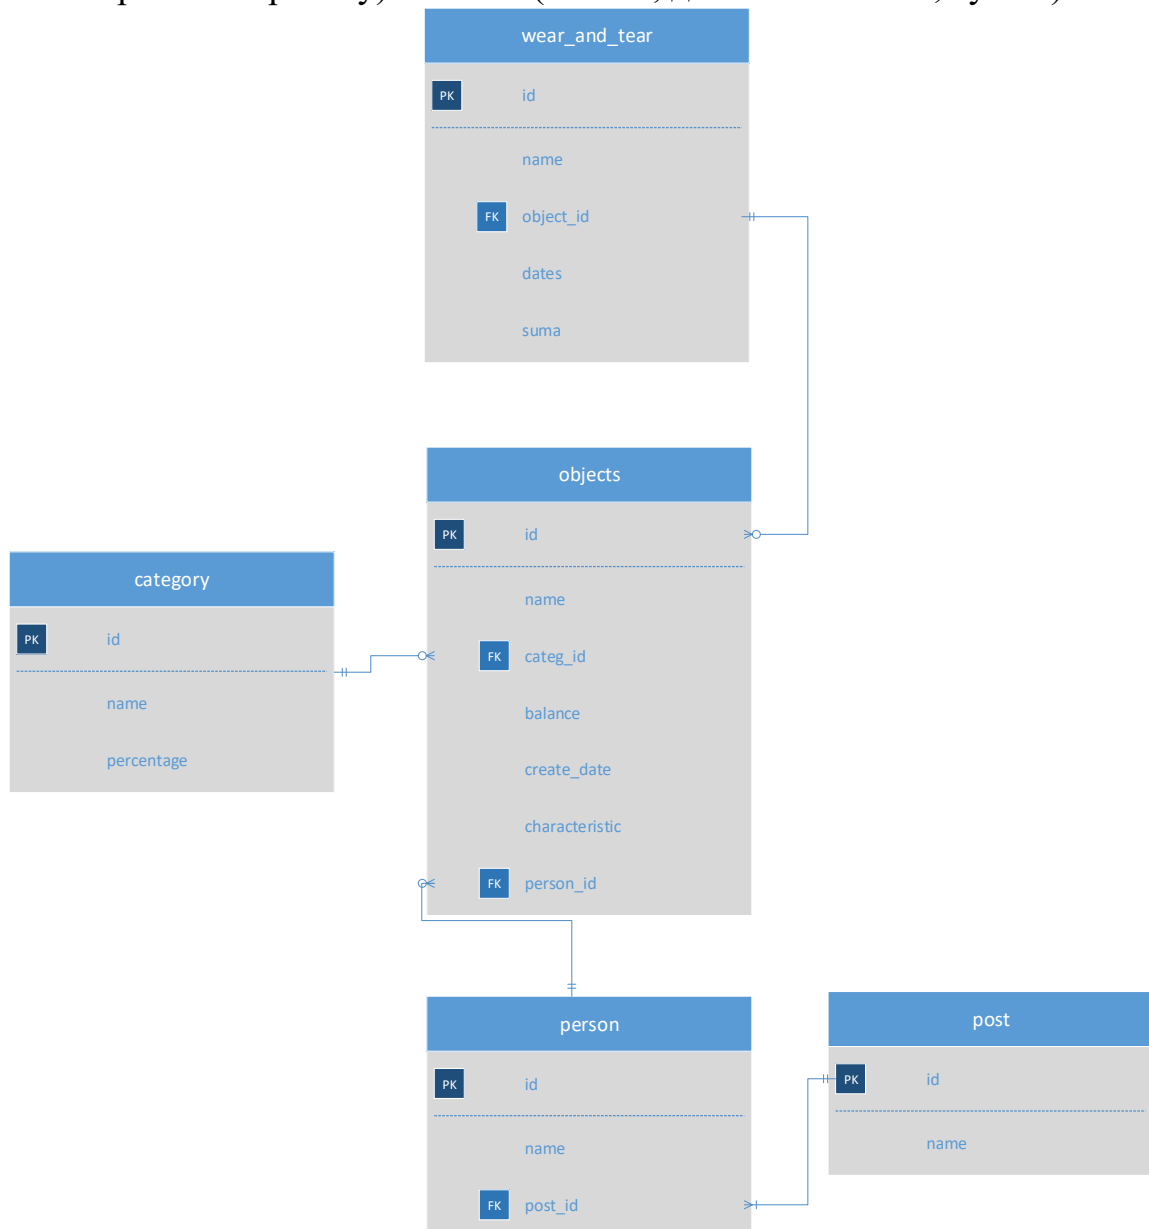 wear_and_tear
PK id
name
FK object_id
dates
suma
objects
PK id
name
FK categ_id
balance
create_date
characteristic
FK person_id
category
PK id
name
percentage
person
PK id
name
FK post_id
post
PK id
name